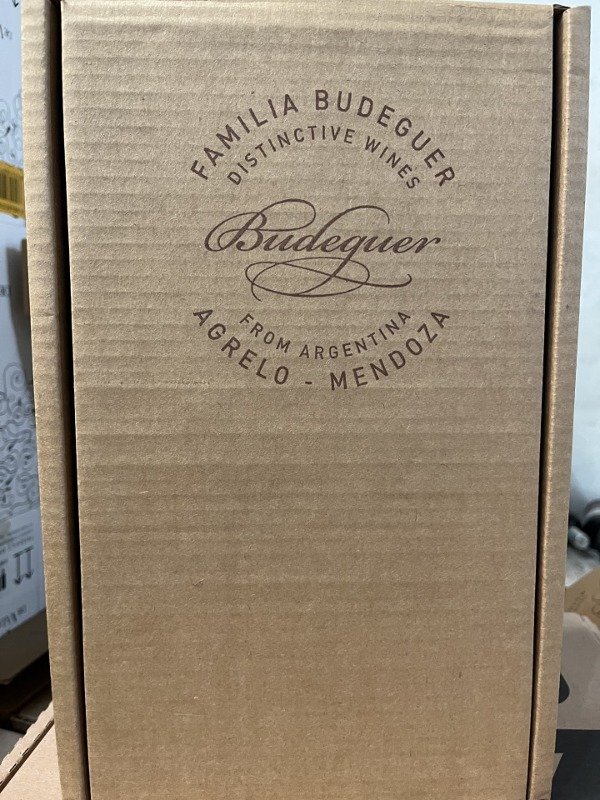 FAMILIA BUDEGUER
DISTINCTIVE WINES
Budeguer
FROM ARGENTINA
AGRELO - MENDOZA